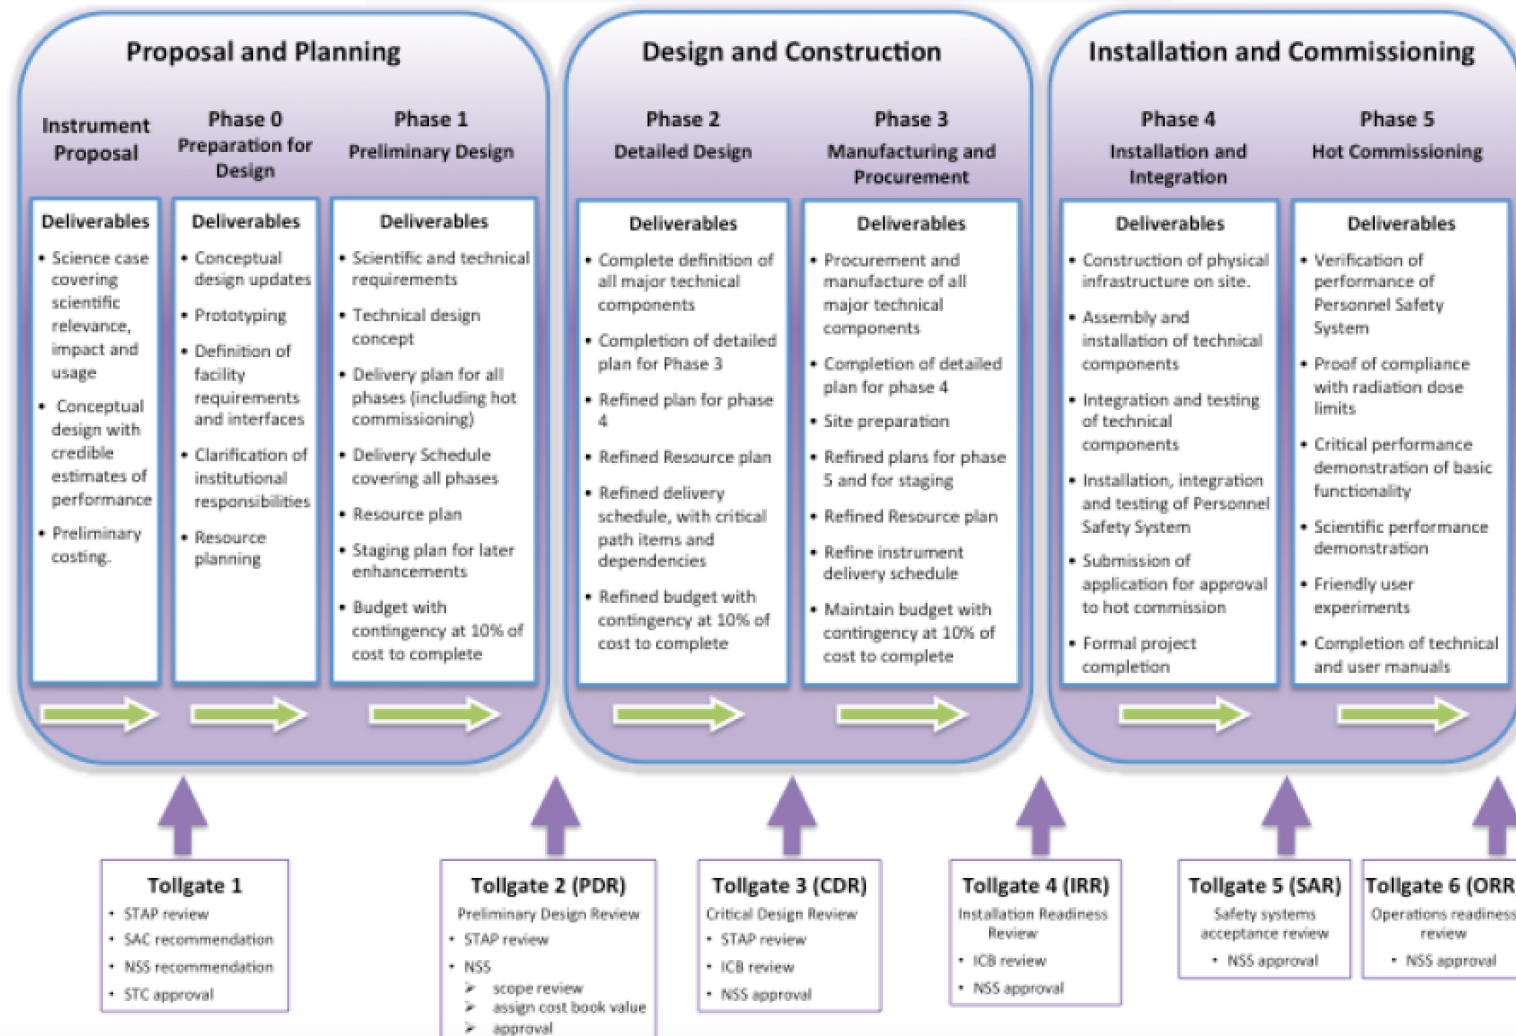 Proposal and Planning
Instrument
Proposal
Deliverables
• Science case
covering
scientific
relevance,
impact and
usage
• Conceptual
design with
credible
estimates of
performance
• Preliminary
costing.
Phase 0
Preparation for
Design
Deliverables
• Conceptual
design updates
• Prototyping
• Definition of
facility
requirements
and interfaces
• Clarification of
institutional
responsibilities
• Resource
planning
Phase 1
Preliminary Design
Deliverables
• Scientific and technical
requirements
• Technical design
concept
• Delivery plan for all
phases (including hot
commissioning)
• Delivery Schedule
covering all phases
• Resource plan
• Staging plan for later
enhancements
• Budget with
contingency at 10% of
cost to complete
Design and Construction
Phase 2
Detailed Design
Deliverables
• Complete definition of
all major technical
components
• Completion of detailed
plan for Phase 3
• Refined plan for phase
4
• Refined Resource plan
• Refined delivery
schedule, with critical
path items and
dependencies
• Refined budget with
contingency at 10% of
cost to complete
Phase 3
Manufacturing and
Procurement
Deliverables
• Procurement and
manufacture of all
major technical
components
• Completion of detailed
plan for phase 4
• Site preparation
• Refined plans for phase
5 and for staging
• Refined Resource plan
• Refine instrument
delivery schedule
• Maintain budget with
contingency at 10% of
cost to complete
Installation and Commissioning
Phase 4
Installation and
Integration
Deliverables
• Construction of physical
infrastructure on site.
• Assembly and
installation of technical
components
• Integration and testing
of technical
components
• Installation, integration
and testing of Personnel
Safety System
• Submission of
application for approval
to hot commission
• Formal project
completion
Phase 5
Hot Commissioning
Deliverables
• Verification of
performance of
Personnel Safety
System
• Proof of compliance
with radiation dose
limits
• Critical performance
demonstration of basic
functionality
• Scientific performance
demonstration
• Friendly user
experiments
• Completion of technical
and user manuals
Tollgate 1
• STAP review
• SAC recommendation
• NSS recommendation
• STC approval
Tollgate 2 (PDR)
Preliminary Design Review
• STAP review
• NSS
➢ scope review
➢ assign cost book value
➢ approval
Tollgate 3 (CDR)
Critical Design Review
• STAP review
• ICB review
• NSS approval
Tollgate 4 (IRR)
Installation Readiness
Review
• ICB review
• NSS approval
Tollgate 5 (SAR)
Safety systems
acceptance review
• NSS approval
Tollgate 6 (ORR
Operations readiness
review
• NSS approval